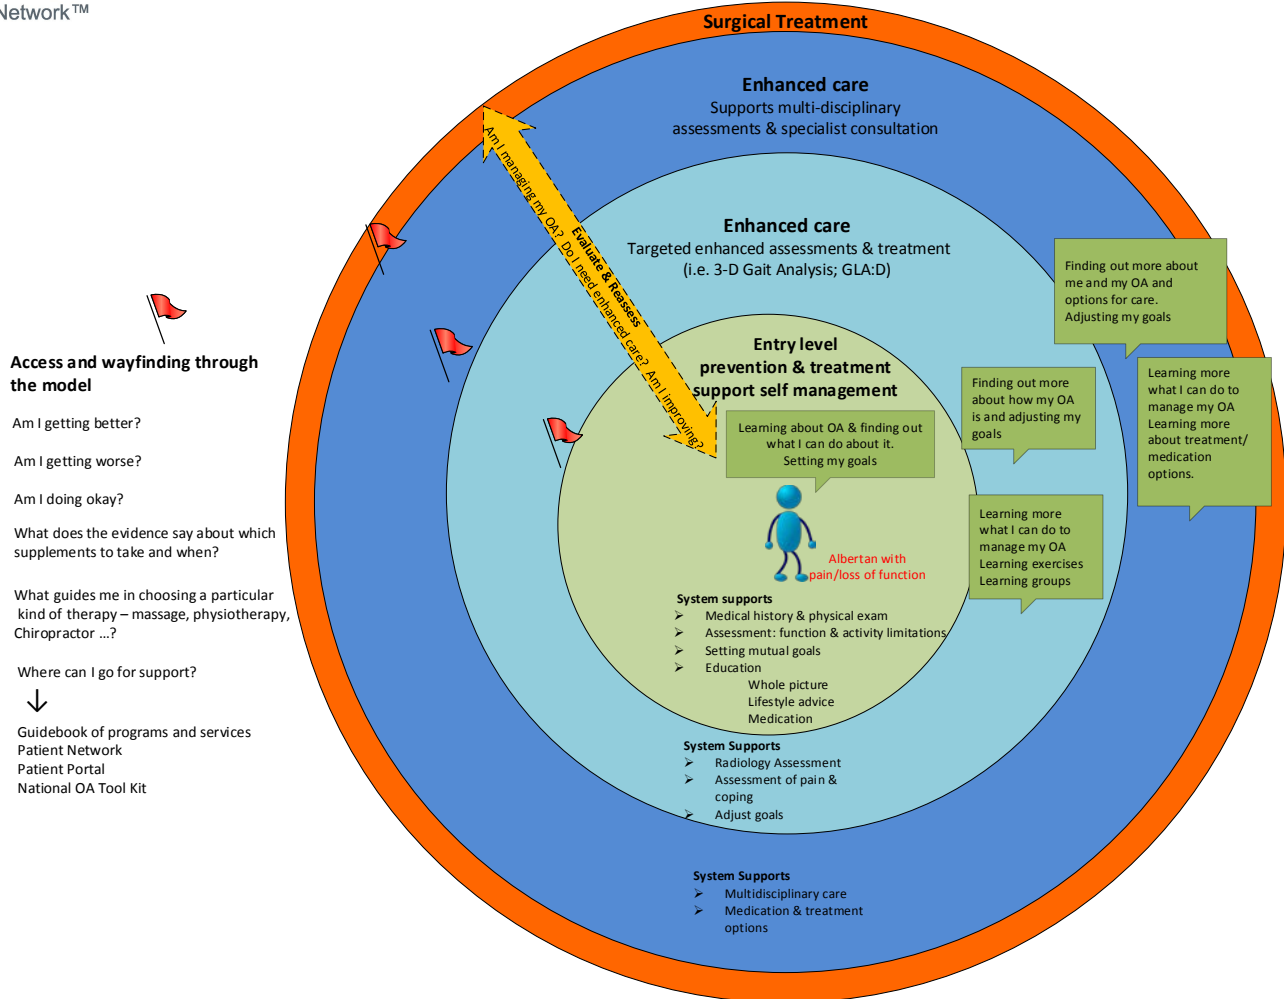 Network™
Surgical Treatment
Enhanced care
Supports multi-disciplinary
assessments & specialist consultation
Enhanced care
Targeted enhanced assessments & treatment
(i.e. 3-D Gait Analysis; GLA:D)
Evaluate & Reassess
Am I managing my OA?  Do I need enhanced care?  Am I improving?
Entry level
prevention & treatment
support self management
Learning about OA & finding out
what I can do about it.
Setting my goals
Albertan with
pain/loss of function
System supports
➢ Medical history & physical exam
➢ Assessment: function & activity limitations
➢ Setting mutual goals
➢ Education
Whole picture
Lifestyle advice
Medication
System Supports
➢ Radiology Assessment
➢ Assessment of pain &
coping
➢ Adjust goals
System Supports
➢ Multidisciplinary care
➢ Medication & treatment
options
Finding out more about
me and my OA and
options for care.
Adjusting my goals
Learning more
what I can do to
manage my OA
Learning more
about treatment/
medication
options.
Finding out more
about how my OA
is and adjusting my
goals
Learning more
what I can do to
manage my OA
Learning exercises
Learning groups
Access and wayfinding through
the model
Am I getting better?
Am I getting worse?
Am I doing okay?
What does the evidence say about which
supplements to take and when?
What guides me in choosing a particular
kind of therapy – massage, physiotherapy,
Chiropractor …?
Where can I go for support?
↓
Guidebook of programs and services
Patient Network
Patient Portal
National OA Tool Kit